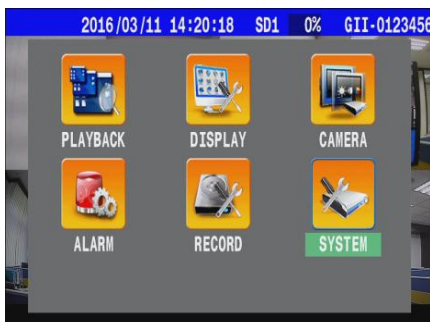 2016/03/11 14:20:18 SD1 0% GII-0123456
PLAYBACK DISPLAY CAMERA
ALARM RECORD SYSTEM